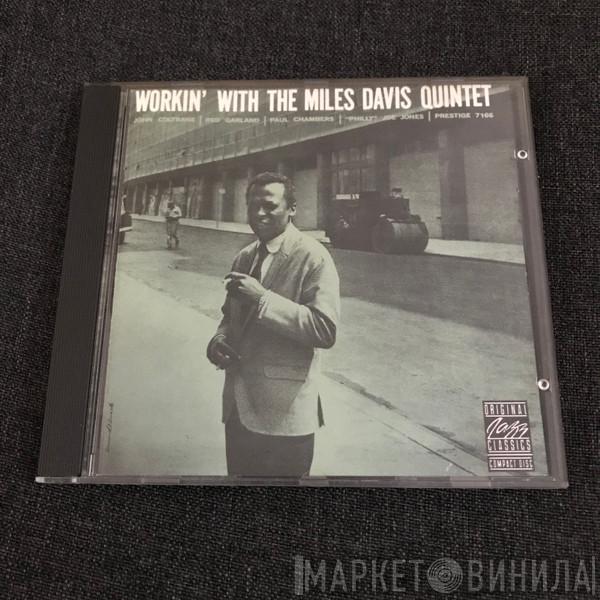 WORKIN' WITH THE MILES DAVIS QUINTET
JOHN COLTRANE | RED GARLAND | PAUL CHAMBERS | "PHILLY" JOE JONES | PRESTIGE 7166
ORIGINAL
Jazz
CLASSICS
COMPACT DISC
МАРКЕТ ВИНИЛА